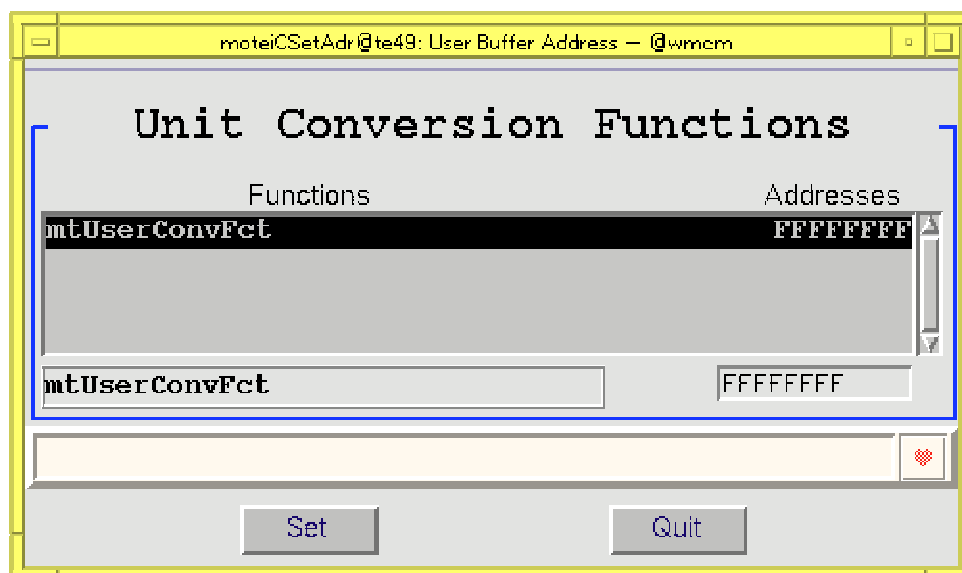 moteiCSetAdr@te49: User Buffer Address – @wmcm
Unit Conversion Functions
Functions Addresses
mtUserConvFct FFFFFFFF
mtUserConvFct FFFFFFFF
Set Quit